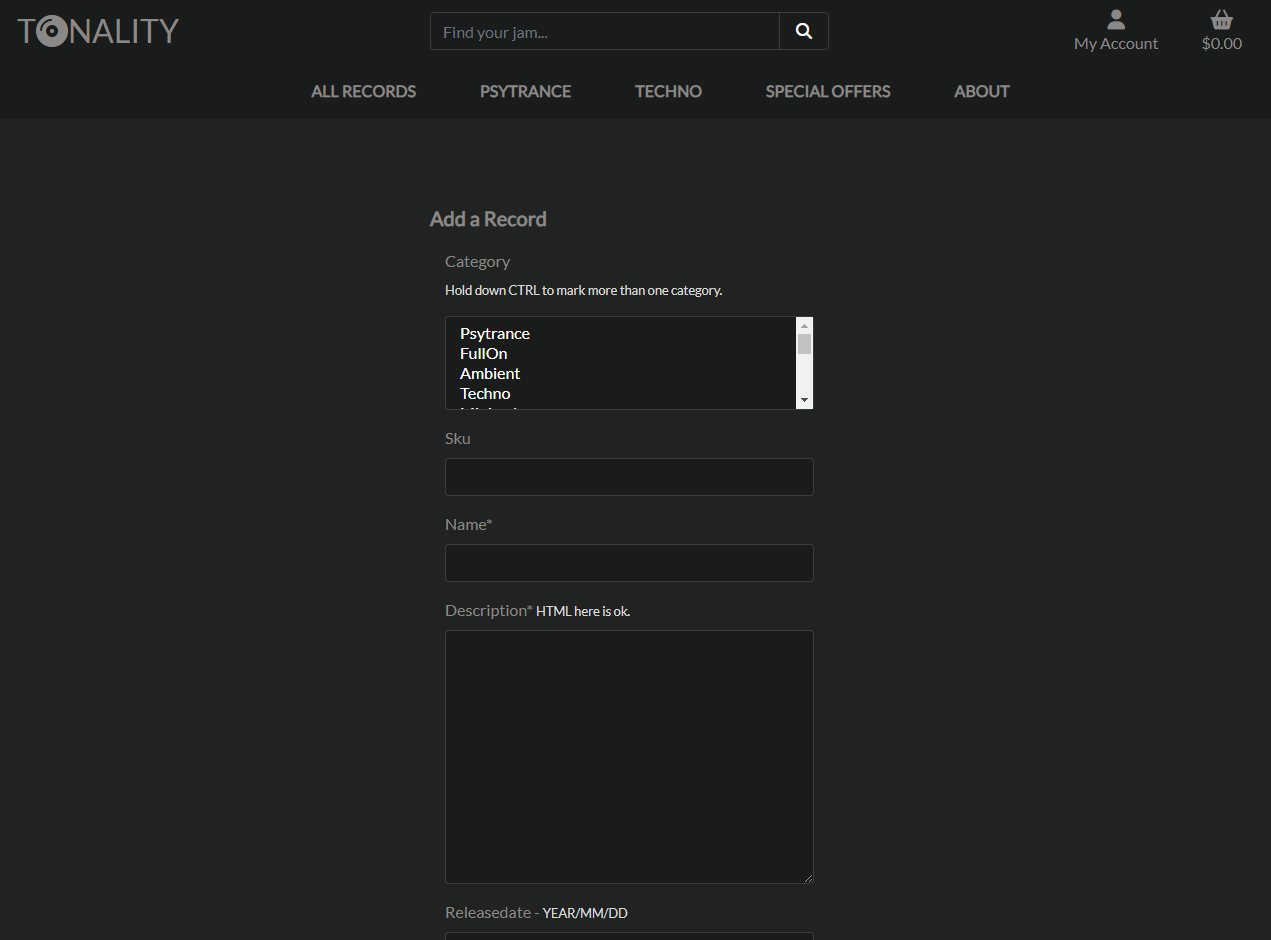 TONALITY
Find your jam...
My Account
$0.00
ALL RECORDS PSYTRANCE TECHNO SPECIAL OFFERS ABOUT
Add a Record
Category
Hold down CTRL to mark more than one category.
Psytrance
FullOn
Ambient
Techno
Sku
Name*
Description* HTML here is ok.
Releasedate - YEAR/MM/DD